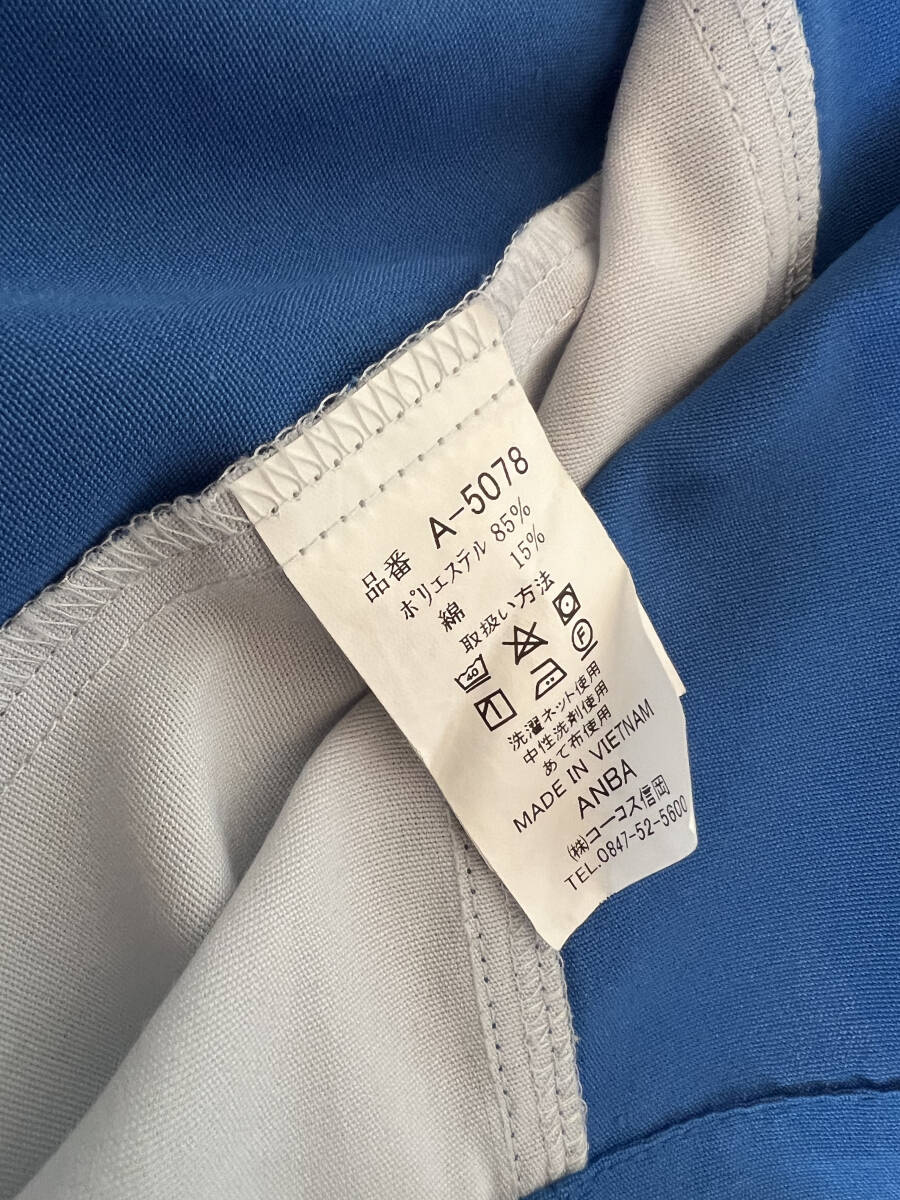 品番 A-5078
ポリエステル 85%
綿 15%
取扱い方法
40
F
洗濯ネット使用
中性洗剤使用
あて布使用
MADE IN VIETNAM
ANBA
(株)コーコス信岡
TEL.0847-52-5600